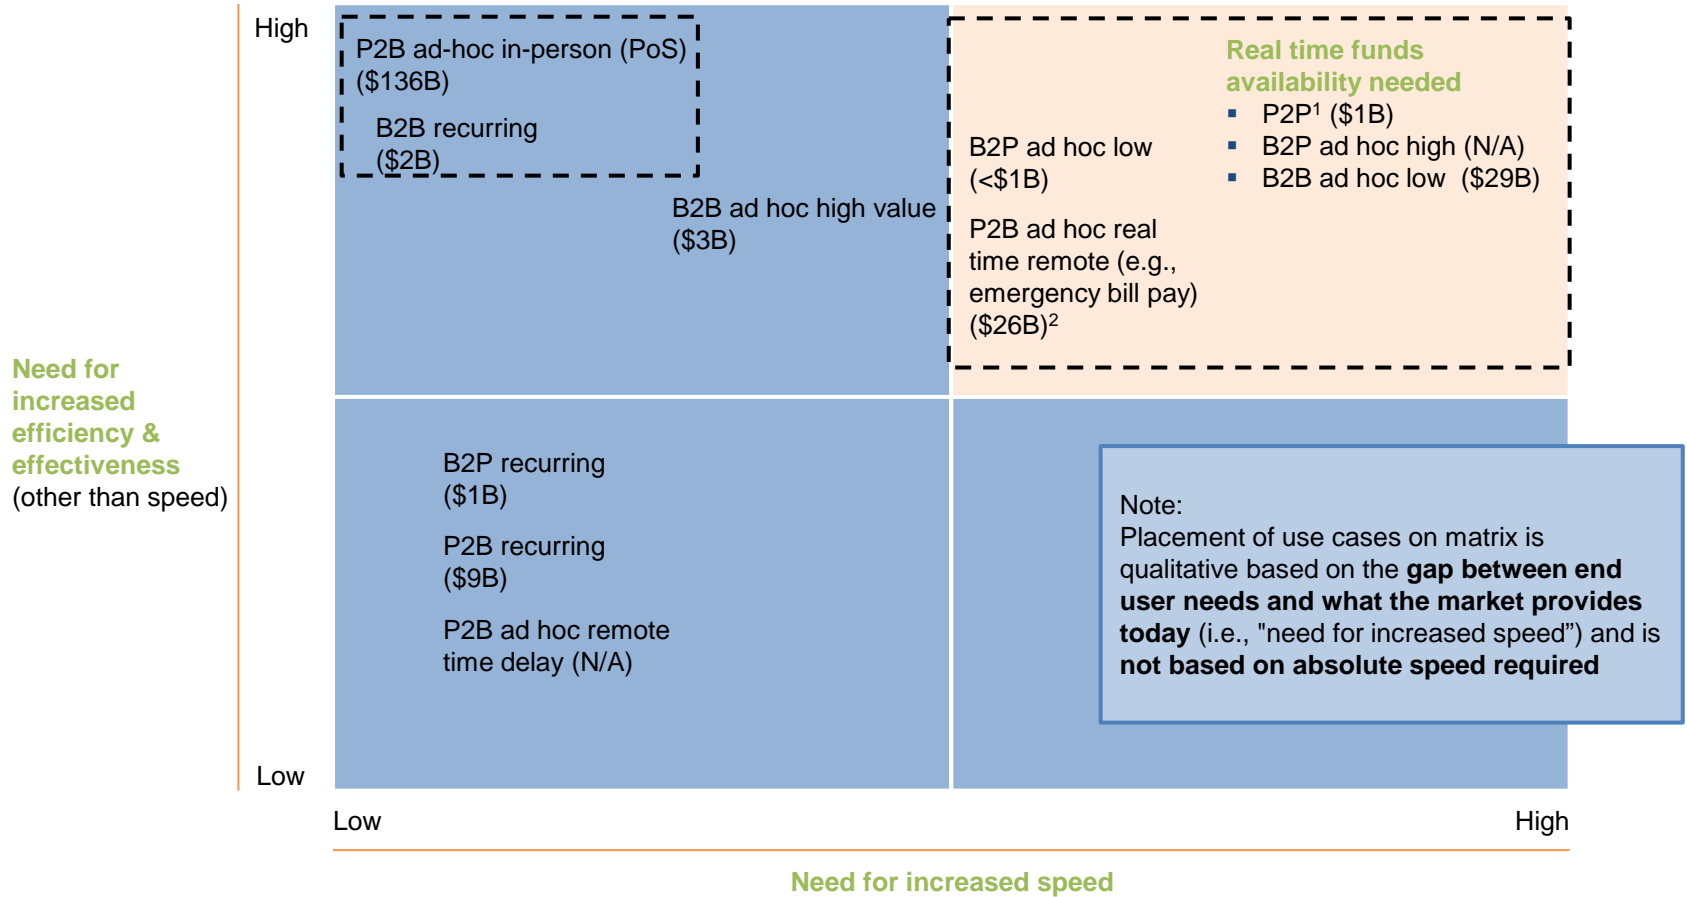 High
P2B ad-hoc in-person (PoS)
($136B)
B2B recurring
($2B)
B2B ad hoc high value
($3B)
B2P ad hoc low
(<$1B)
P2B ad hoc real
time remote (e.g.,
emergency bill pay)
($26B)²
Real time funds
availability needed
▪ P2P¹ ($1B)
▪ B2P ad hoc high (N/A)
▪ B2B ad hoc low ($29B)
Need for
increased
efficiency &
effectiveness
(other than speed)
B2P recurring
($1B)
P2B recurring
($9B)
P2B ad hoc remote
time delay (N/A)
Note:
Placement of use cases on matrix is
qualitative based on the gap between end
user needs and what the market provides
today (i.e., "need for increased speed”) and is
not based on absolute speed required
Low
Low
High
Need for increased speed